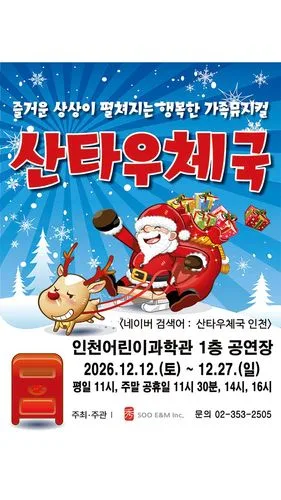 즐거운 상상이 펼쳐지는 행복한 가족뮤지컬
산타우체국
〈네이버 검색어 : 산타우체국 인천〉
인천어린이과학관 1층 공연장
2026.12.12.(토) ~ 12.27.(일)
평일 11시, 주말 공휴일 11시 30분, 14시, 16시
주최·주관 | 秀 SOO E&M Inc. 문의 02-353-2505